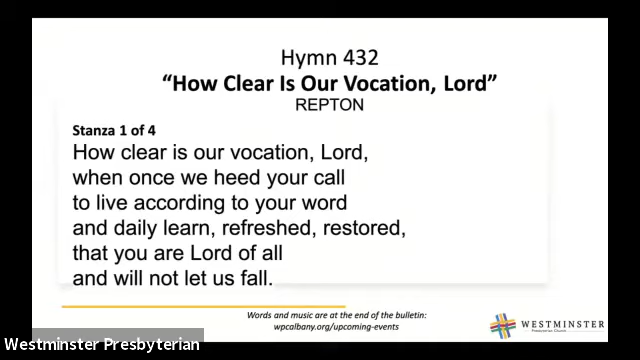 Hymn 432
“How Clear Is Our Vocation, Lord”
REPTON
Stanza 1 of 4
How clear is our vocation, Lord,
when once we heed your call
to live according to your word
and daily learn, refreshed, restored,
that you are Lord of all
and will not let us fall.
Words and music are at the end of the bulletin:
wpcalbany.org/upcoming-events
WESTMINSTER
Presbyterian Church
Westminster Presbyterian